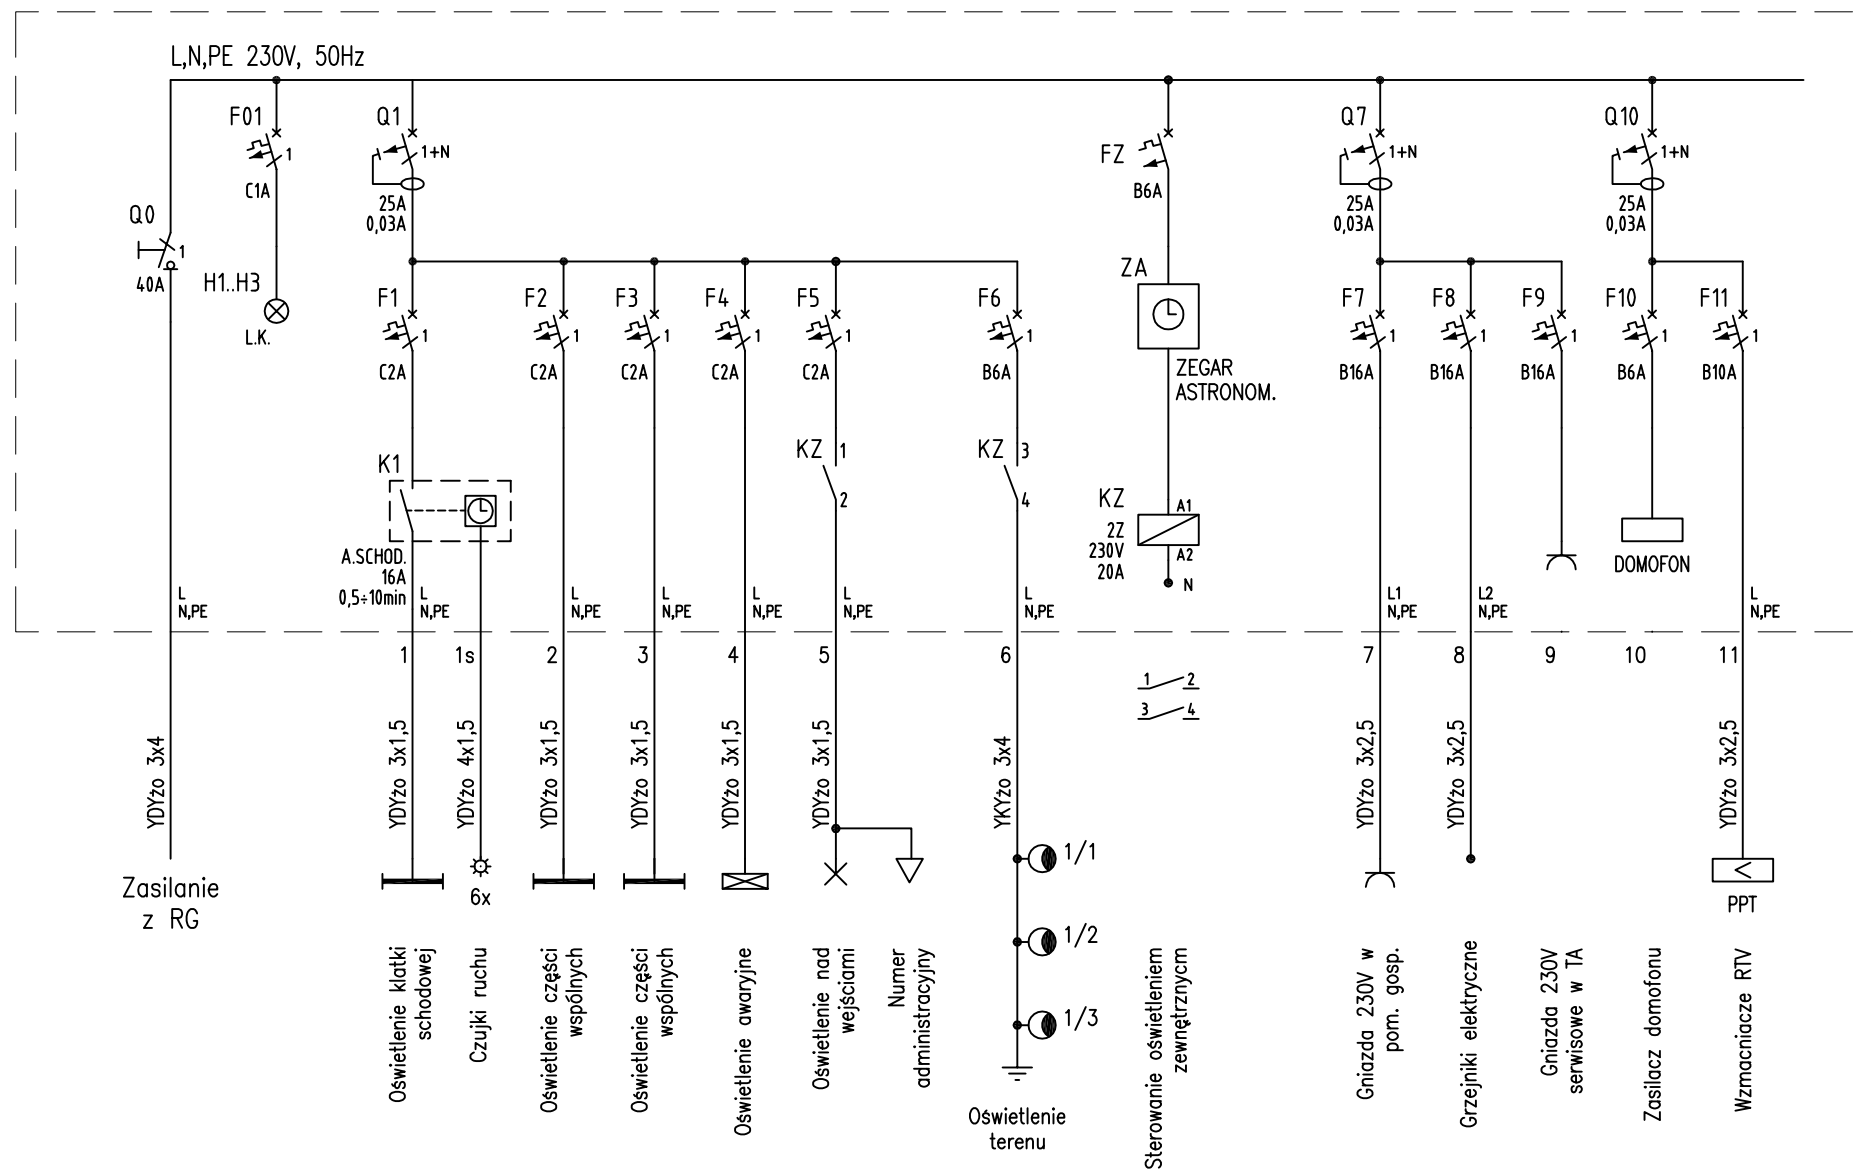 L,N,PE 230V, 50Hz
Q0
1
40A
F01
1
C1A
H1..H3
L.K.
Q1
1+N
25A
0,03A
F1
1
C2A
F2
1
C2A
F3
1
C2A
F4
1
C2A
F5
1
C2A
F6
1
B6A
K1
A.SCHOD.
16A
0,5÷10min
KZ
1
2
KZ
3
4
FZ
B6A
ZA
ZEGAR
ASTRONOM.
KZ
2Z
230V
20A
A1
A2
N
Q7
1+N
25A
0,03A
F7
1
B16A
F8
1
B16A
F9
1
B16A
Q10
1+N
25A
0,03A
F10
1
B6A
F11
1
B10A
DOMOFON
L
N,PE
L
N,PE
L
N,PE
L
N,PE
L
N,PE
L
N,PE
L
N,PE
L1
N,PE
L2
N,PE
L
N,PE
1
1s
2
3
4
5
6
7
8
9
10
11
1
2
3
4
YDYżo 3x4
YDYżo 3x1,5
YDYżo 4x1,5
YDYżo 3x1,5
YDYżo 3x1,5
YDYżo 3x1,5
YDYżo 3x1,5
YKYżo 3x4
YDYżo 3x2,5
YDYżo 3x2,5
YDYżo 3x2,5
6x
1/1
1/2
1/3
PPT
Zasilanie
z RG
Oświetlenie klatki
schodowej
Czujki ruchu
Oświetlenie części
wspólnych
Oświetlenie części
wspólnych
Oświetlenie awaryjne
Oświetlenie nad
wejściami
Numer
administracyjny
Oświetlenie
terenu
Sterowanie oświetleniem
zewnętrznycm
Gniazda 230V w
pom. gosp.
Grzejniki elektryczne
Gniazda 230V
serwisowe w TA
Zasilacz domofonu
Wzmacniacze RTV